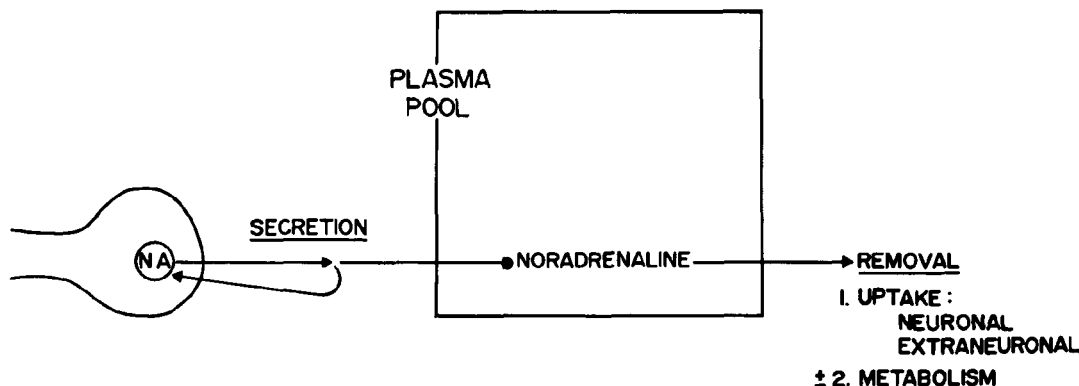 PLASMA
POOL
SECRETION
NA
NORADRENALINE
REMOVAL
1. UPTAKE:
NEURONAL
EXTRANEURONAL
± 2. METABOLISM